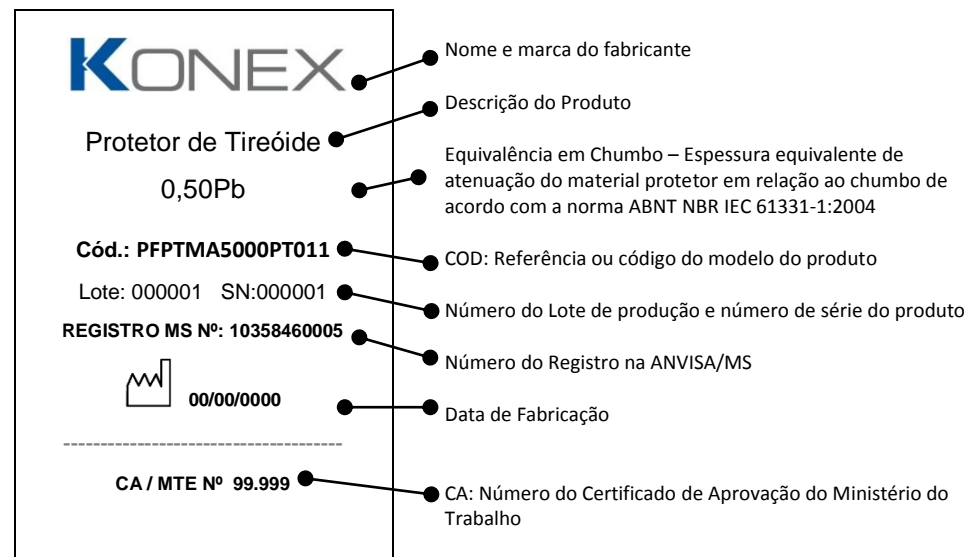 KONEX
Nome e marca do fabricante
Protetor de Tireóide
Descrição do Produto
0,50Pb
Equivalência em Chumbo – Espessura equivalente de
atenuação do material protetor em relação ao chumbo de
acordo com a norma ABNT NBR IEC 61331-1:2004
Cód.: PFPTMA5000PT011
COD: Referência ou código do modelo do produto
Lote: 000001 SN:000001
Número do Lote de produção e número de série do produto
REGISTRO MS Nº: 10358460005
Número do Registro na ANVISA/MS
00/00/0000
Data de Fabricação
CA / MTE Nº 99.999
CA: Número do Certificado de Aprovação do Ministério do
Trabalho